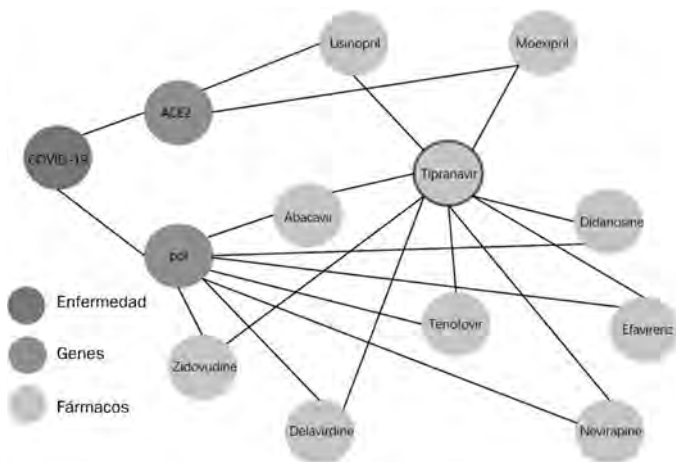 Lisinopril
Moexipril
ACE2
COVID-19
Tipranavir
Abacavir
Didanosine
pol
Enfermedad
Tenofovir
Efavirenz
Genes
Zidovudine
Fármacos
Delavirdine
Nevirapine